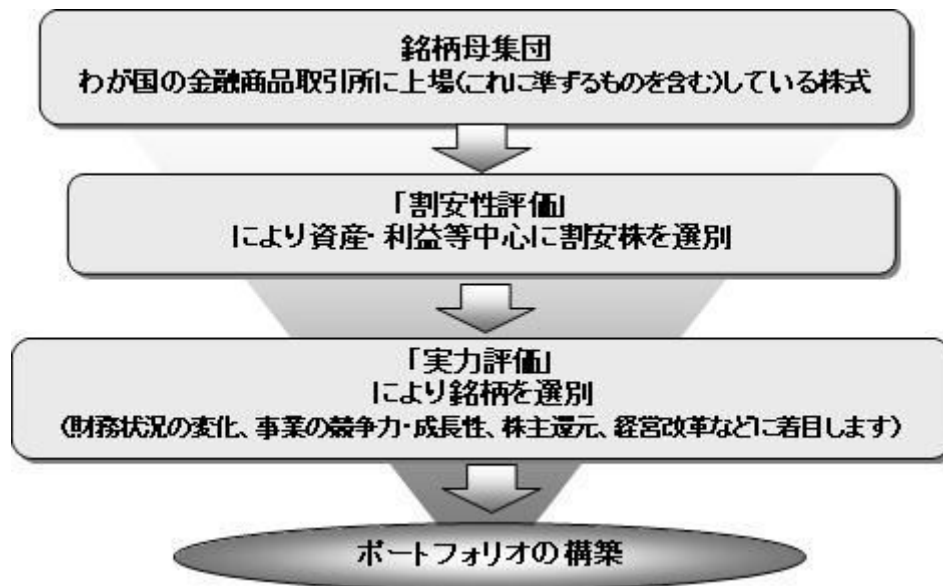 銘柄母集団
わが国の金融商品取引所に上場(これに準ずるものを含む)している株式
「割安性評価」
により資産・利益等中心に割安株を選別
「実力評価」
により銘柄を選別
(財務状況の変化、事業の競争力・成長性、株主還元、経営改革などに着目します)
ポートフォリオの構築